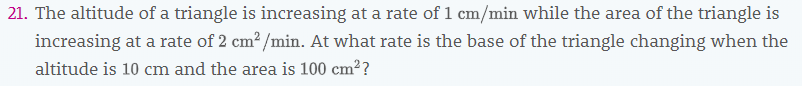 21. The altitude of a triangle is increasing at a rate of 1 cm/min while the area of the triangle is
increasing at a rate of 2 cm²/min. At what rate is the base of the triangle changing when the
altitude is 10 cm and the area is 100 cm²?